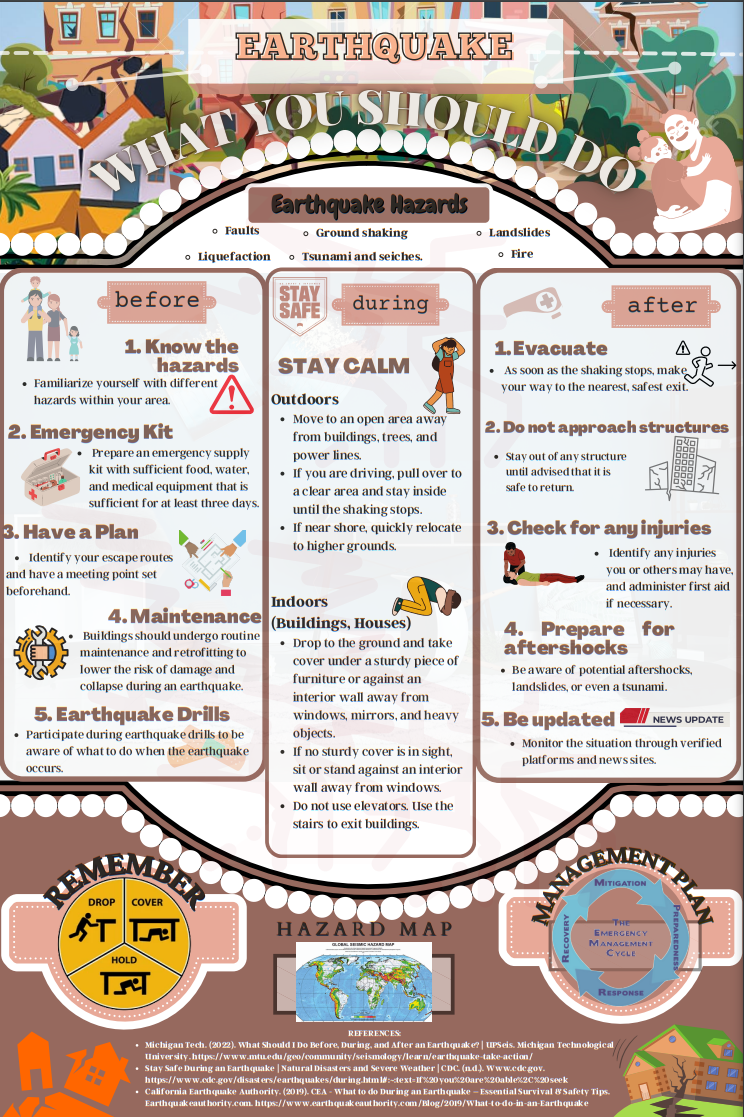 EARTHQUAKE
WHAT YOU SHOULD DO
Earthquake Hazards
Faults
Ground shaking
Landslides
Liquefaction
Tsunami and seiches.
Fire
before
1. Know the
hazards
• Familiarize yourself with different
hazards within your area.
2. Emergency Kit
• Prepare an emergency supply
kit with sufficient food, water,
and medical equipment that is
sufficient for at least three days.
3. Have a Plan
• Identify your escape routes
and have a meeting point set
beforehand.
4. Maintenance
• Buildings should undergo routine
maintenance and retrofitting to
lower the risk of damage and
collapse during an earthquake.
5. Earthquake Drills
• Participate during earthquake drills to be
aware of what to do when the earthquake
occurs.
STAY
SAFE
during
STAY CALM
Outdoors
• Move to an open area away
from buildings, trees, and
power lines.
• If you are driving, pull over to
a clear area and stay inside
until the shaking stops.
• If near shore, quickly relocate
to higher grounds.
Indoors
(Buildings, Houses)
• Drop to the ground and take
cover under a sturdy piece of
furniture or against an
interior wall away from
windows, mirrors, and heavy
objects.
• If no sturdy cover is in sight,
sit or stand against an interior
wall away from windows.
• Do not use elevators. Use the
stairs to exit buildings.
after
1. Evacuate
• As soon as the shaking stops, make
your way to the nearest, safest exit.
2. Do not approach structures
• Stay out of any structure
until advised that it is
safe to return.
3. Check for any injuries
• Identify any injuries
you or others may have,
and administer first aid
if necessary.
4. Prepare for
aftershocks
• Be aware of potential aftershocks,
landslides, or even a tsunami.
5. Be updated
NEWS UPDATE
• Monitor the situation through verified
platforms and news sites.
REMEMBER
DROP
COVER
HOLD
HAZARD MAP
GLOBAL SEISMIC HAZARD MAP
MANAGEMENT PLAN
MITIGATION
PREPAREDNESS
RESPONSE
RECOVERY
THE
EMERGENCY
MANAGEMENT
CYCLE
REFERENCES:
• Michigan Tech. (2022). What Should I Do Before, During, and After an Earthquake? | UPSeis. Michigan Technological
University. https://www.mtu.edu/geo/community/seismology/learn/earthquake-take-action/
• Stay Safe During an Earthquake | Natural Disasters and Severe Weather | CDC. (n.d.). Www.cdc.gov.
https://www.cdc.gov/disasters/earthquakes/during.html#:~:text=If%20you%20are%20able%2C%20seek
• California Earthquake Authority. (2019). CEA - What to do During an Earthquake – Essential Survival & Safety Tips.
Earthquakeauthority.com. https://www.earthquakeauthority.com/Blog/2019/What-to-do-in-an-Earthquake